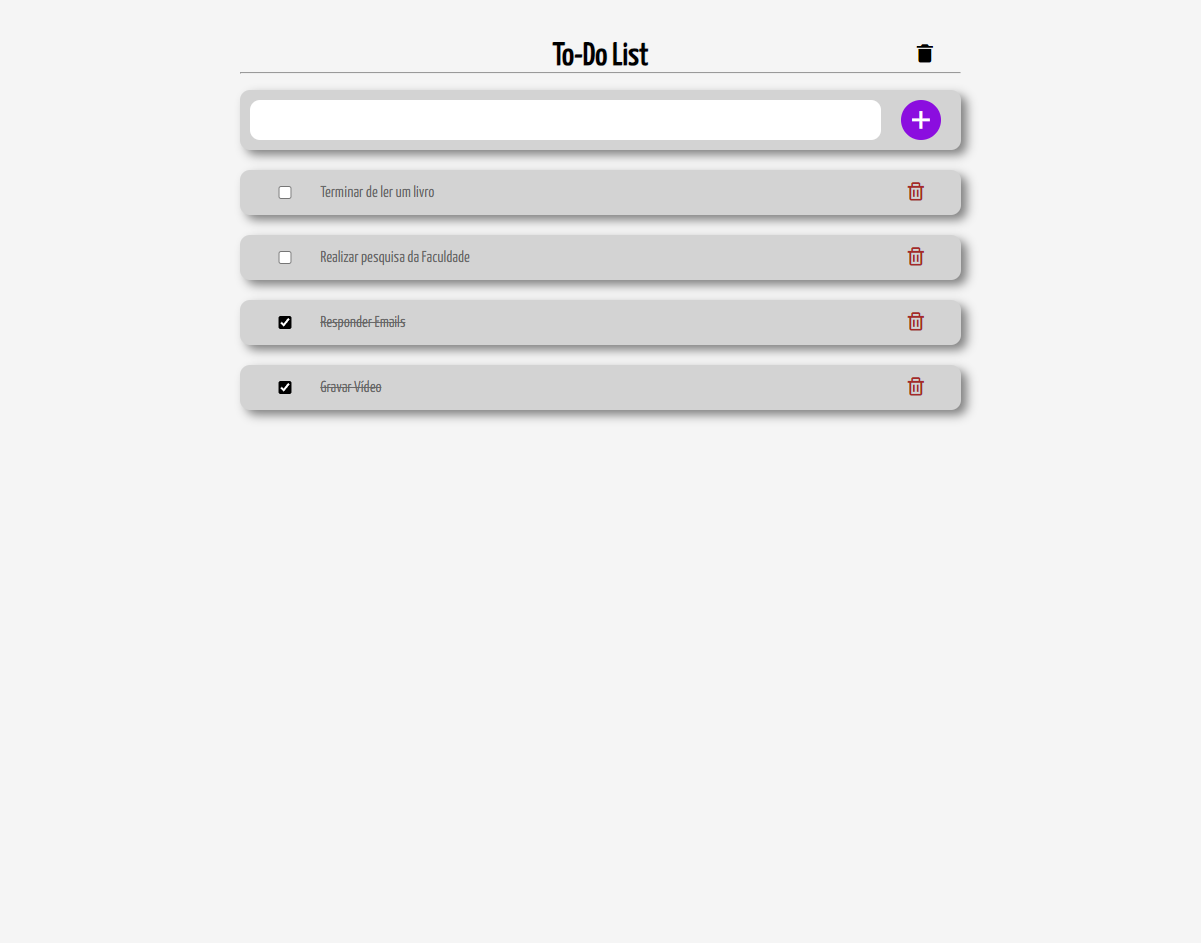 To-Do List
Terminar de ler um livro
Realizar pesquisa da Faculdade
Responder Emails
Gravar Vídeo